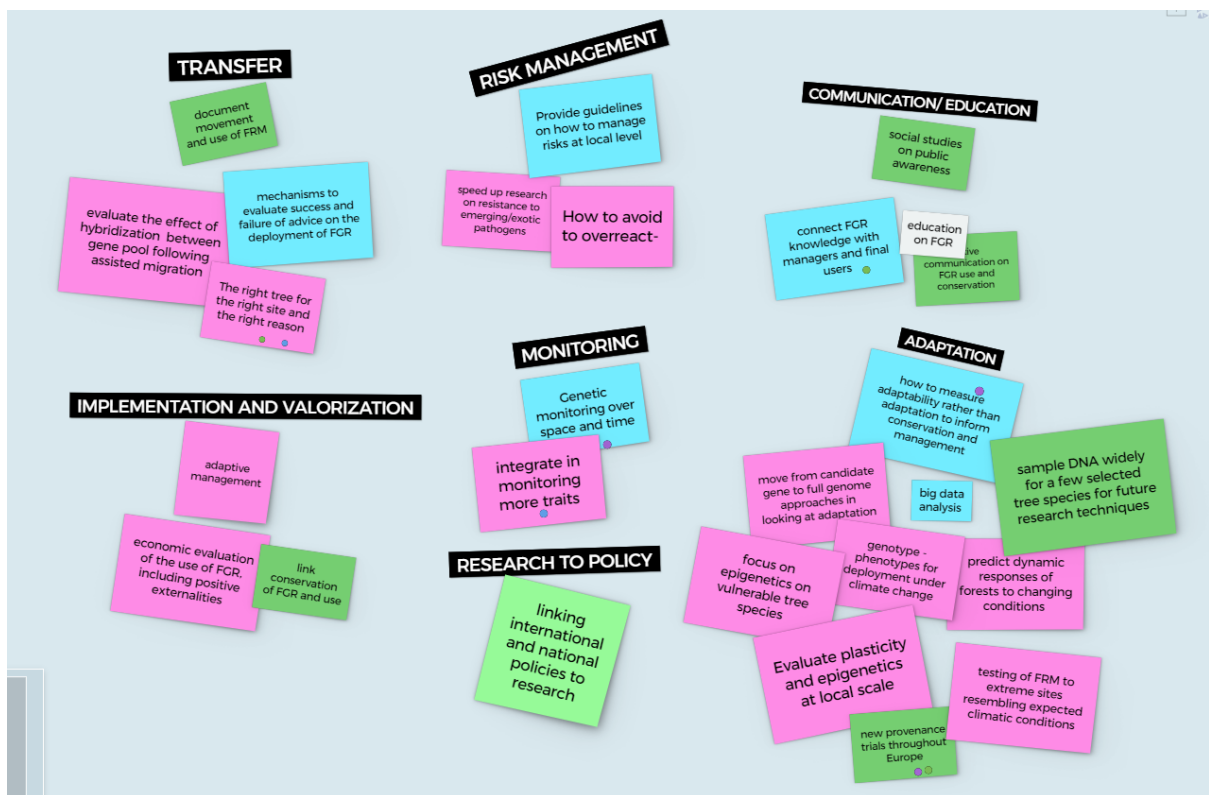 TRANSFER
document
movement
and use of FRM
evaluate the effect of
hybridization between
gene pool following
assisted migration
mechanisms to
evaluate success and
failure of advice on the
deployment of FGR
The right tree for
the right site and
the right reason
RISK MANAGEMENT
Provide guidelines
on how to manage
risks at local level
speed up research
on resistance to
emerging/exotic
pathogens
How to avoid
to overreact-
COMMUNICATION/ EDUCATION
social studies
on public
awareness
connect FGR
knowledge with
managers and final
users
education
on FGR
communication on
FGR use and
conservation
IMPLEMENTATION AND VALORIZATION
adaptive
management
economic evaluation
of the use of FGR,
including positive
externalities
link
conservation
of FGR and use
MONITORING
Genetic
monitoring over
space and time
integrate in
monitoring
more traits
RESEARCH TO POLICY
linking
international
and national
policies to
research
ADAPTATION
how to measure
adaptability rather than
adaptation to inform
conservation and
management
sample DNA widely
for a few selected
tree species for future
research techniques
move from candidate
gene to full genome
approaches in
looking at adaptation
big data
analysis
focus on
epigenetics on
vulnerable tree
species
genotype -
phenotypes for
deployment under
climate change
predict dynamic
responses of
forests to changing
conditions
Evaluate plasticity
and epigenetics
at local scale
testing of FRM to
extreme sites
resembling expected
climatic conditions
new provenance
trials throughout
Europe